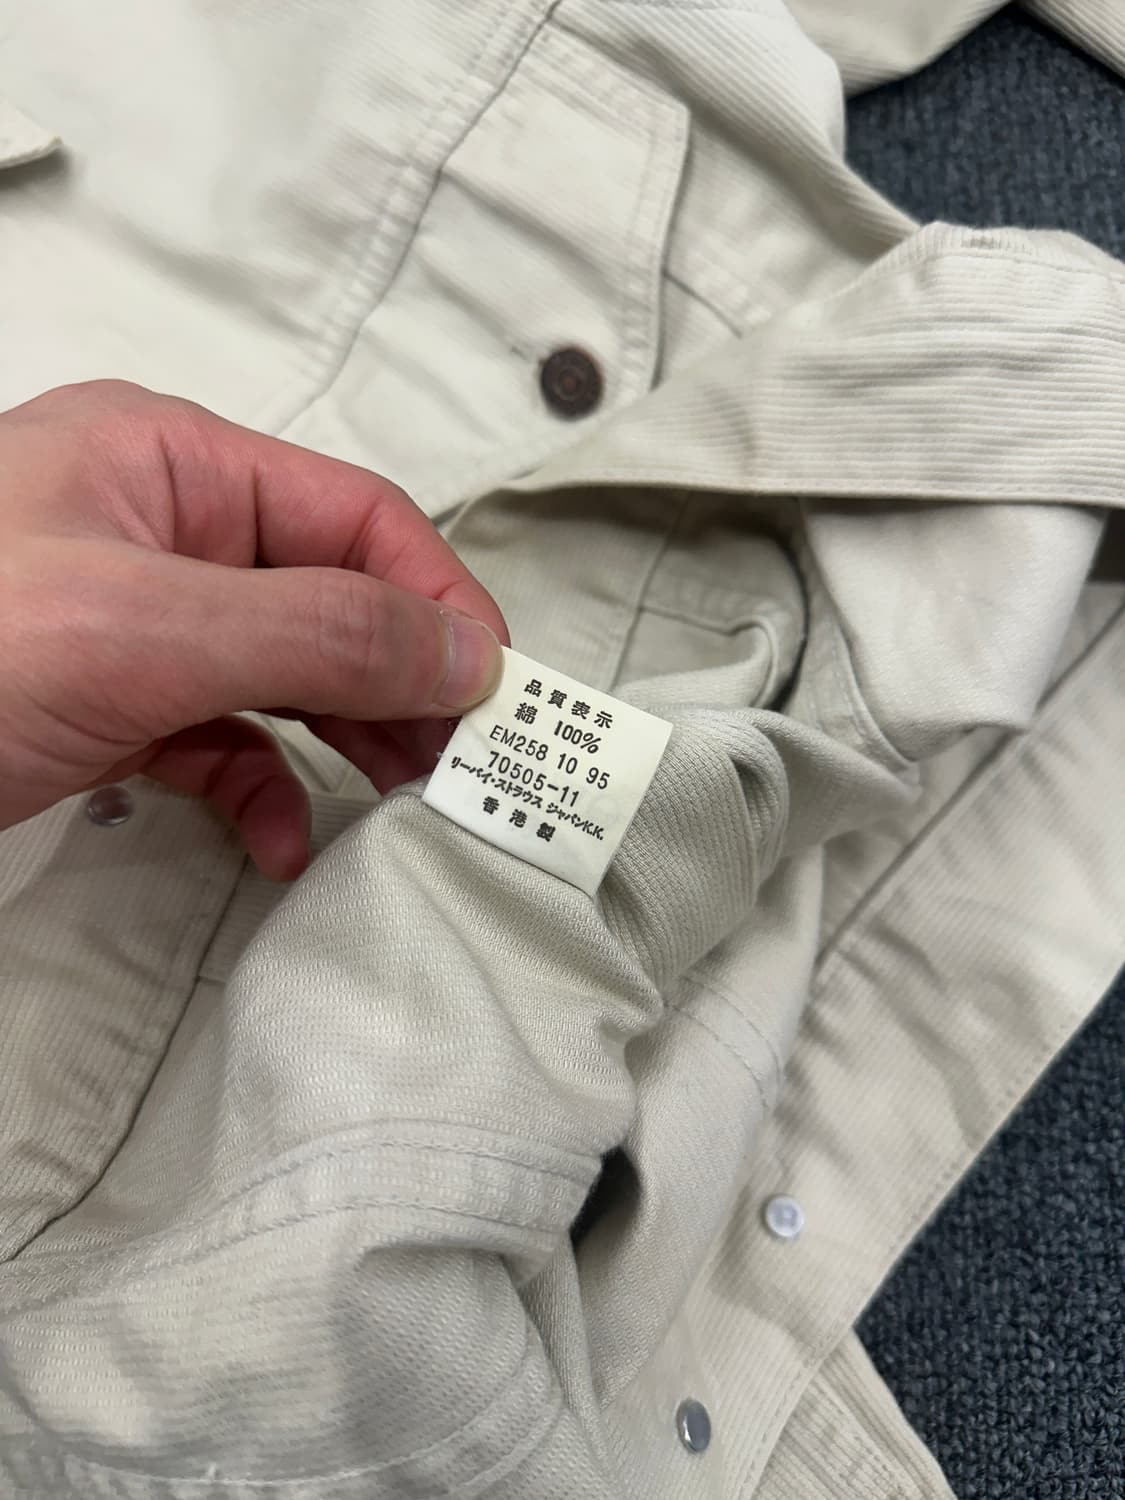 品質表示
綿 100%
EM258 10 95
70505-11
リーバイ・ストラウス ジャパンK.K.
香港製